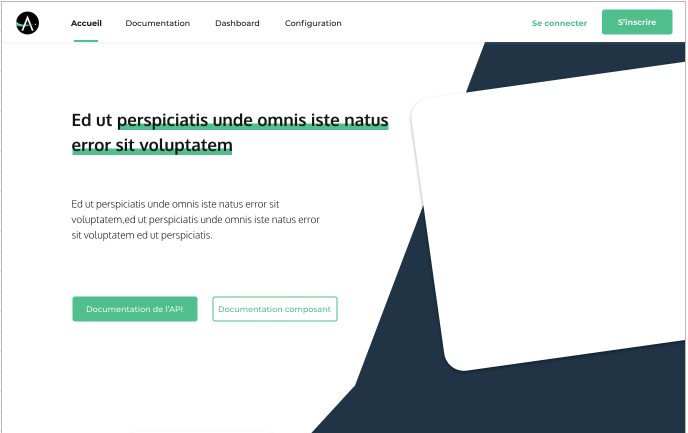 A
Accueil Documentation Dashboard Configuration Se connecter S'inscrire
Ed ut perspiciatis unde omnis iste natus
error sit voluptatem
Ed ut perspiciatis unde omnis iste natus error sit
voluptatem,ed ut perspiciatis unde omnis iste natus error
sit voluptatem ed ut perspiciatis.
Documentation de l'API Documentation composant